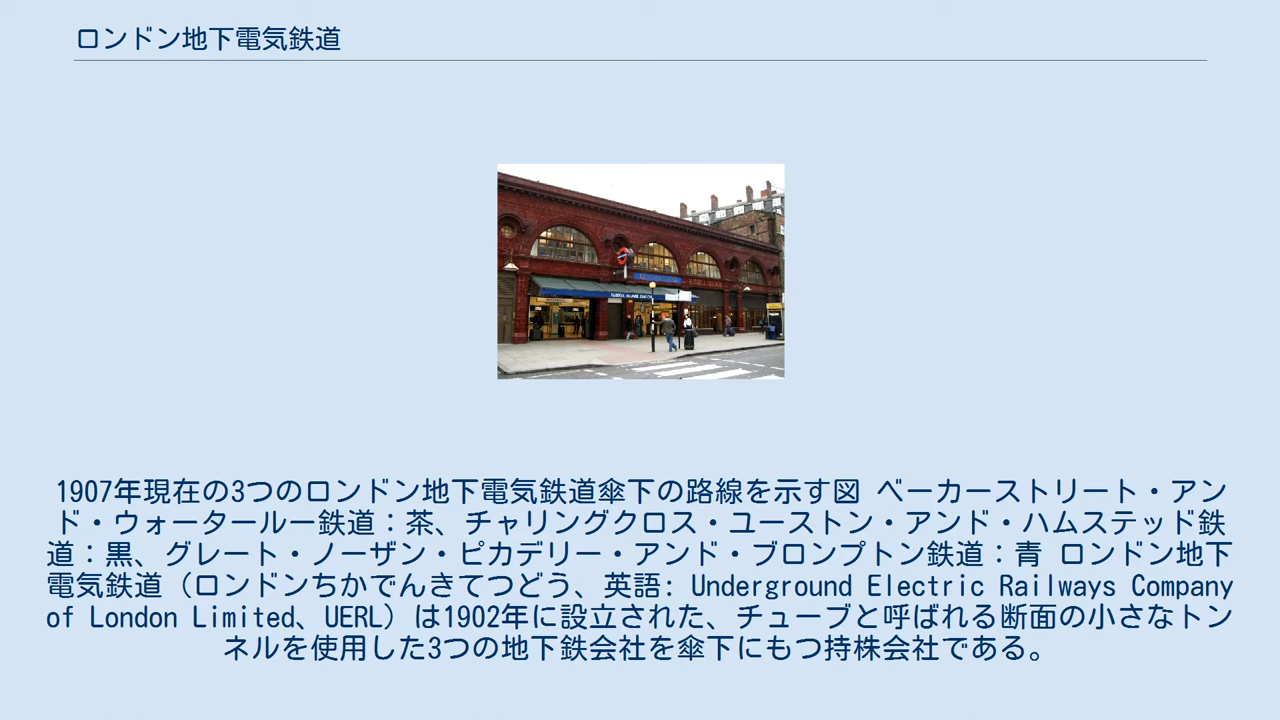 ロンドン地下電気鉄道
1907年現在の3つのロンドン地下電気鉄道傘下の路線を示す図 ベーカーストリート・アン
ド・ウォータールー鉄道：茶、チャリングクロス・ユーストン・アンド・ハムステッド鉄
道：黒、グレート・ノーザン・ピカデリー・アンド・ブロンプトン鉄道：青 ロンドン地下
電気鉄道（ロンドンちかでんきてつどう、英語: Underground Electric Railways Company
of London Limited、UERL）は1902年に設立された、チューブと呼ばれる断面の小さなトン
ネルを使用した3つの地下鉄会社を傘下にもつ持株会社である。